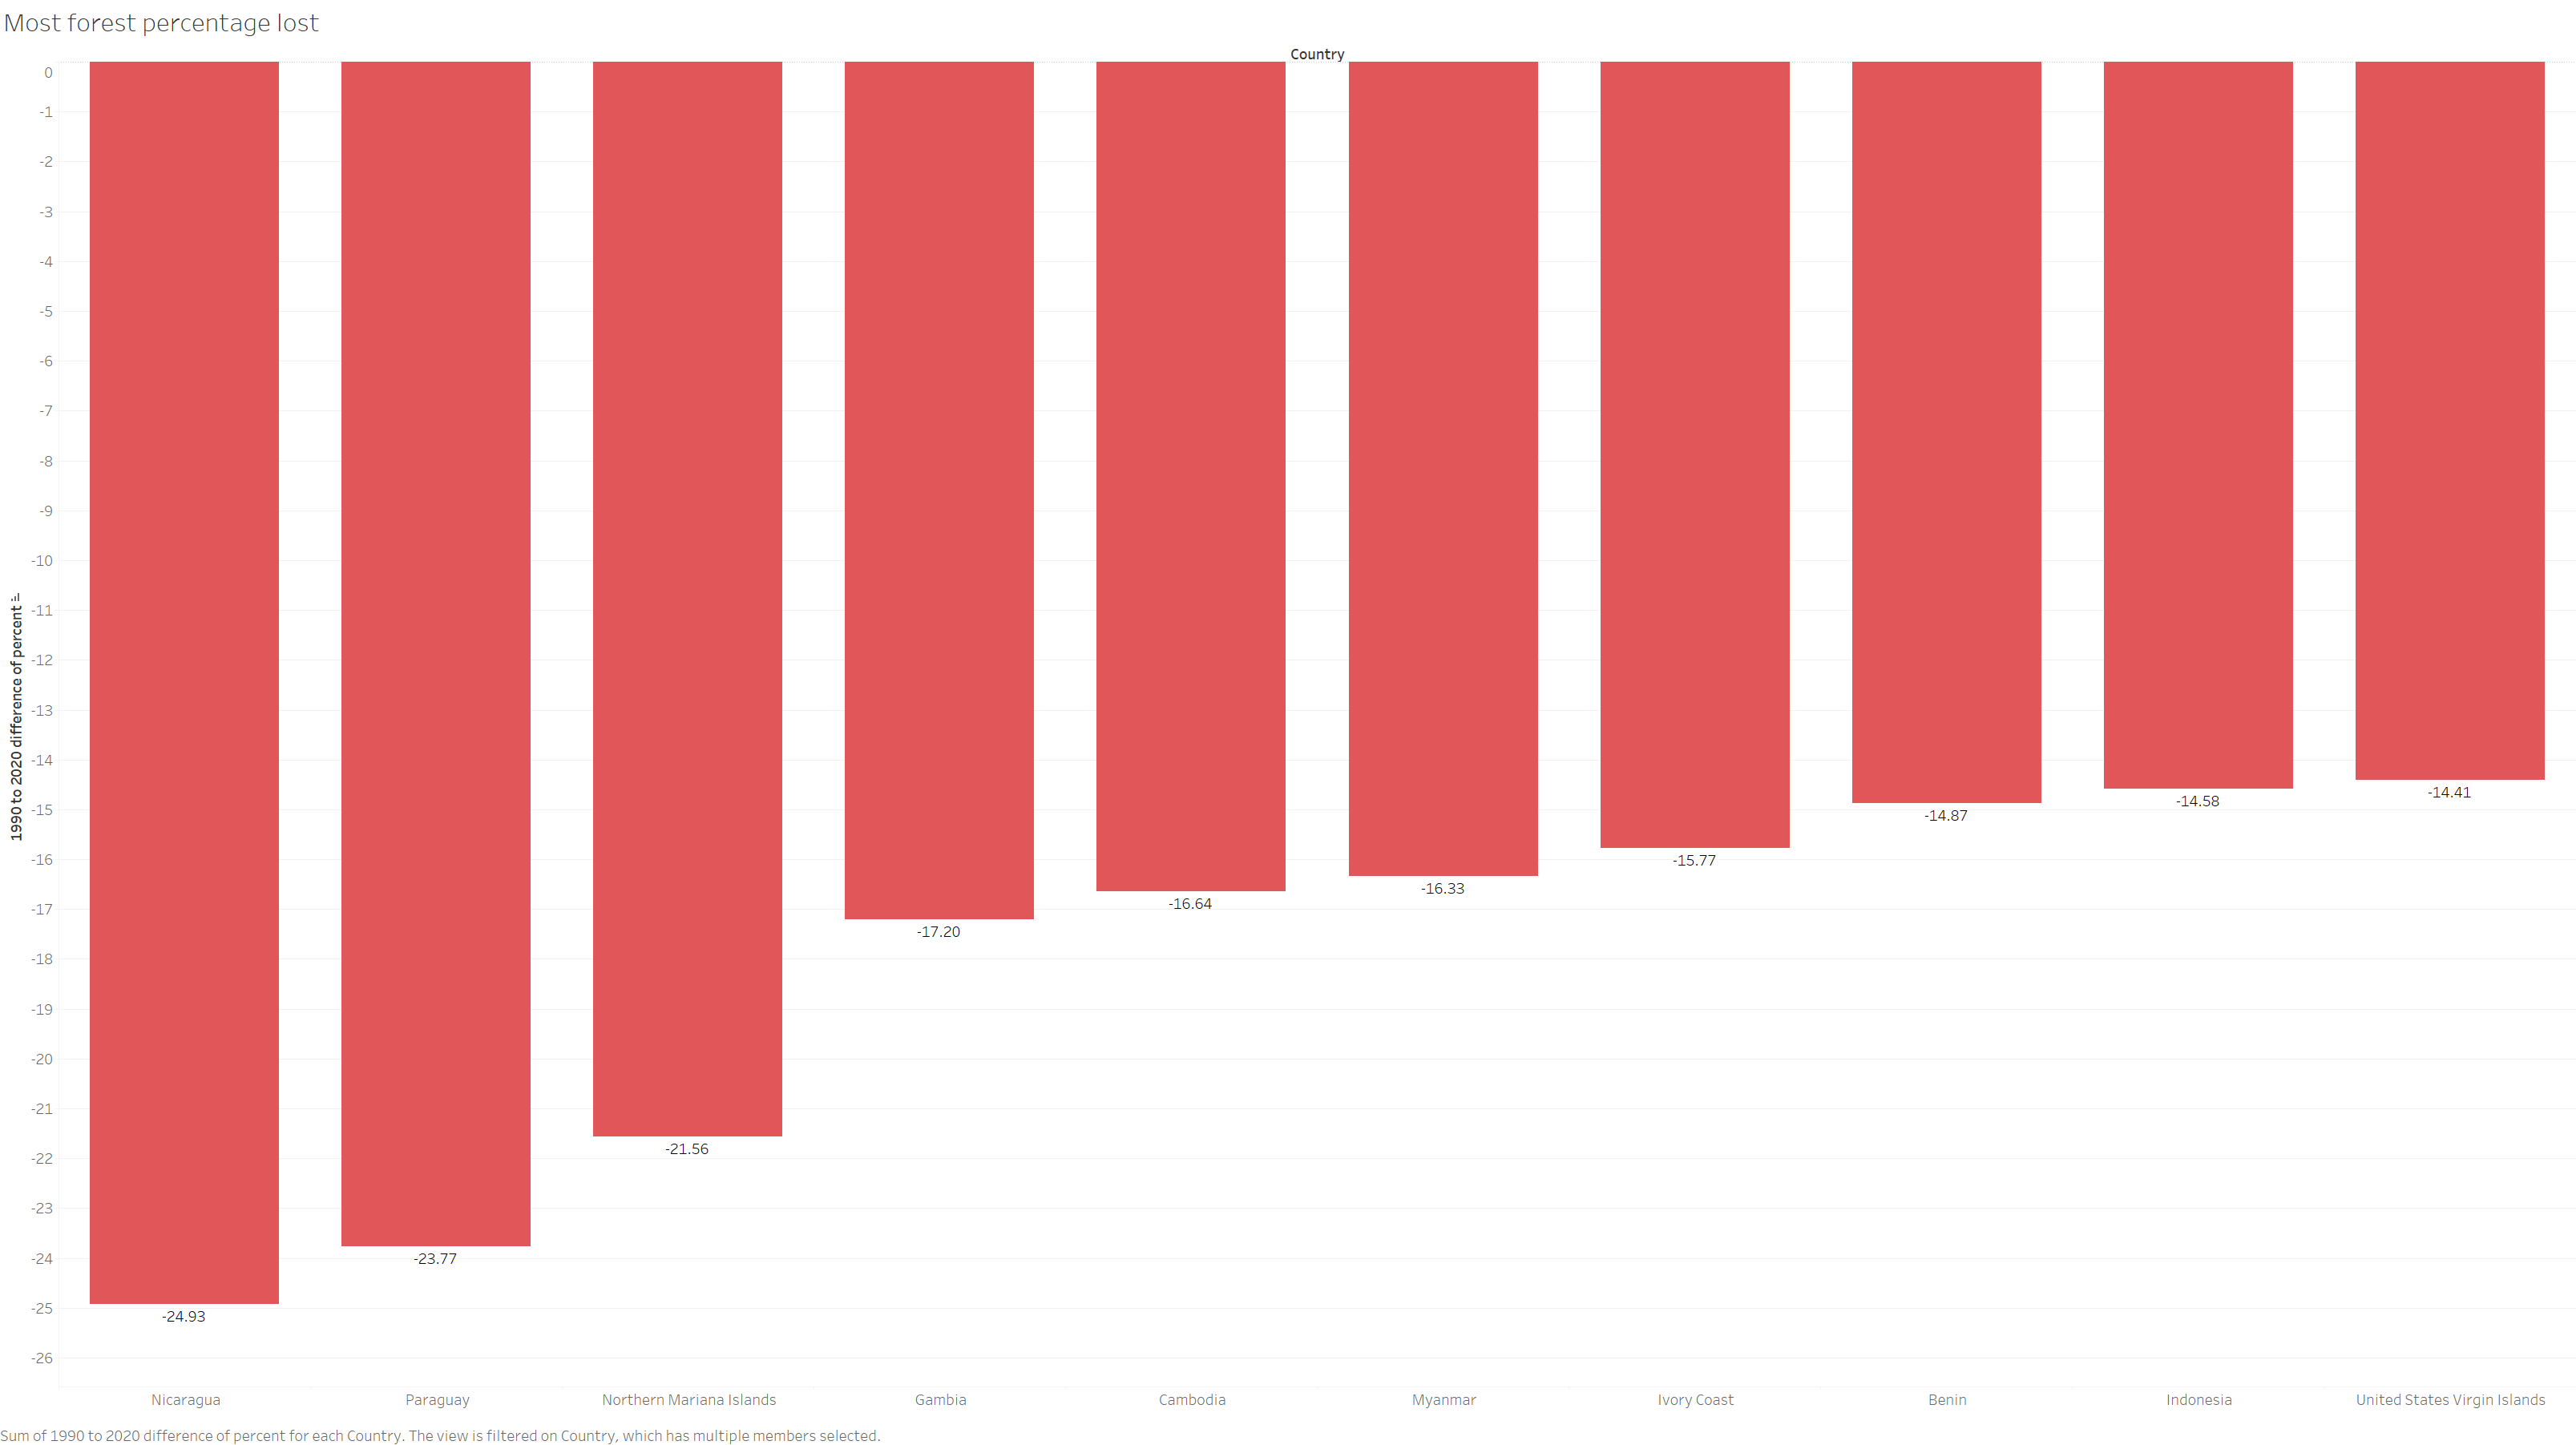 Most forest percentage lost
Country
0
-1
-2
-3
-4
-5
-6
-7
-8
-9
-10
-11
-12
-13
-14
-15
-16
-17
-18
-19
-20
-21
-22
-23
-24
-25
-26
1990 to 2020 difference of percent
-24.93
-23.77
-21.56
-17.20
-16.64
-16.33
-15.77
-14.87
-14.58
-14.41
Nicaragua
Paraguay
Northern Mariana Islands
Gambia
Cambodia
Myanmar
Ivory Coast
Benin
Indonesia
United States Virgin Islands
Sum of 1990 to 2020 difference of percent for each Country. The view is filtered on Country, which has multiple members selected.